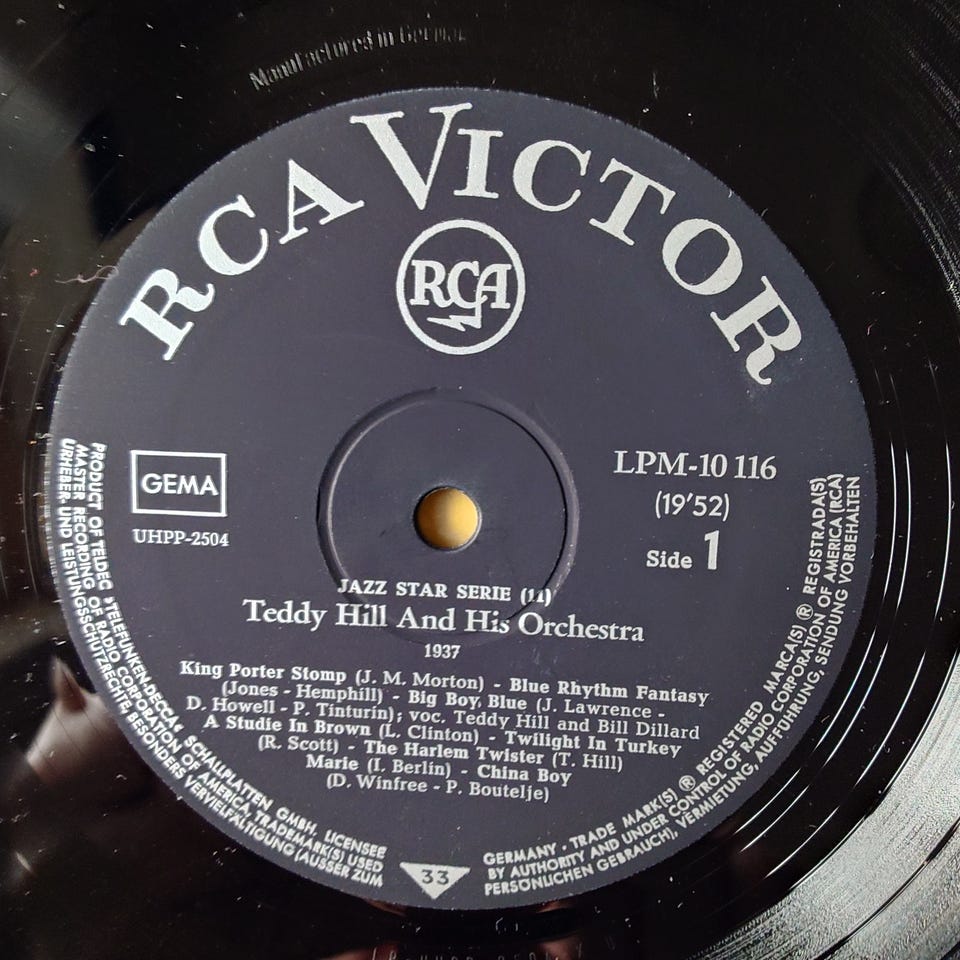 Manufactured in German
RCA VICTOR
RCA
GEMA
UHPP-2504
LPM-10 116
(19'52)
Side 1
JAZZ STAR SERIE (11)
Teddy Hill And His Orchestra
1937
King Porter Stomp (J. M. Morton) - Blue Rhythm Fantasy
(Jones - Hemphill) - Big Boy, Blue (J. Lawrence -
D. Howell - P. Tinturin); voc. Teddy Hill and Bill Dillard
A Studie In Brown (L. Clinton) - Twilight In Turkey
(R. Scott) - The Harlem Twister (T. Hill)
Marie (I. Berlin) - China Boy
(D. Winfree - P. Boutelje)
PRODUCT OF TELDEC »TELEFUNKEN-DECCA« SCHALLPLATTEN GMBH. LICENSEE
MASTER RECORDING OF RADIO CORPORATION OF AMERICA, TRADEMARK(S) USED
URHEBER- UND LEISTUNGSSCHUTZRECHTE, BESONDERS VERVIELFÄLTIGUNG (AUSSER ZUM
33
GERMANY · TRADE MARK(S) ® REGISTERED MARCA(S) ® REGISTRADA(S)
BY AUTHORITY AND UNDER CONTROL OF RADIO CORPORATION OF AMERICA (RCA)
PERSÖNLICHEN GEBRAUCH), VERMIETUNG, AUFFÜHRUNG, SENDUNG VORBEHALTEN